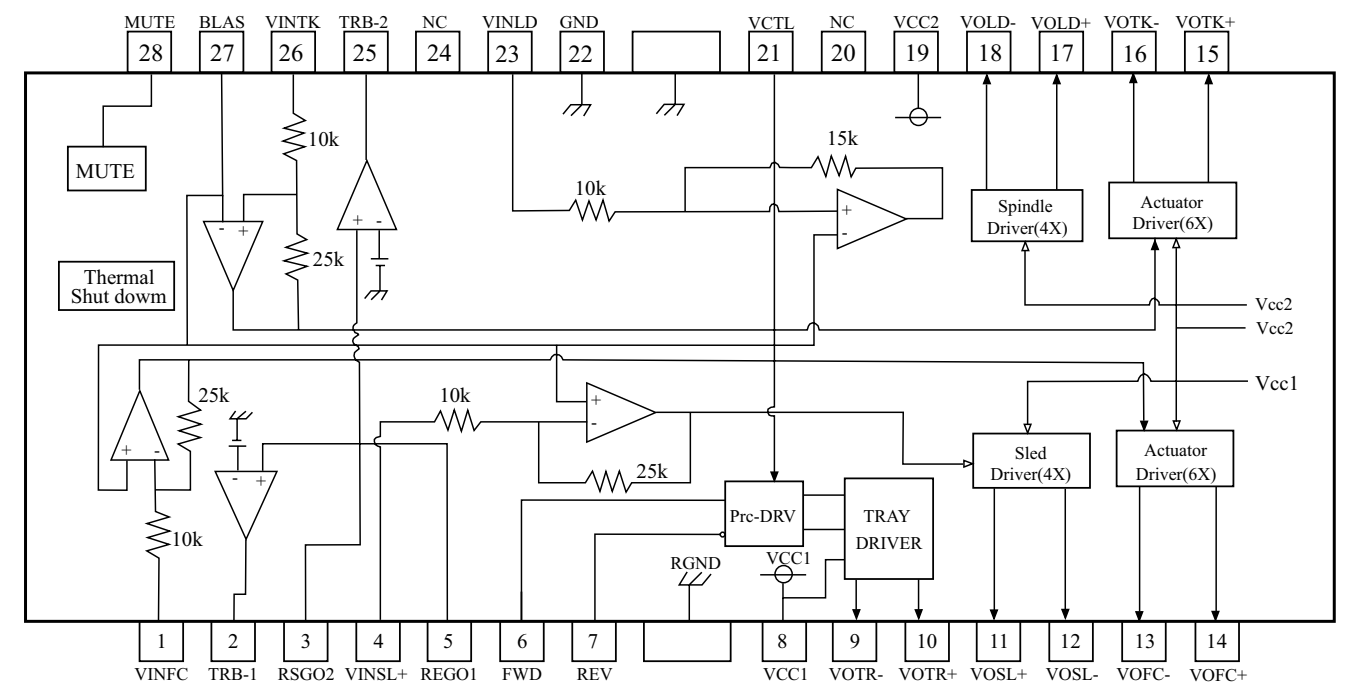 MUTE BLAS VINTK TRB-2 NC VINLD GND VCTL NC VCC2 VOLD- VOLD+ VOTK- VOTK+
28 27 26 25 24 23 22 21 20 19 18 17 16 15
10k
15k
MUTE
10k
+ -
+
-
- +
Spindle
Driver(4X)
Actuator
Driver(6X)
25k
Thermal
Shut dowm
Vcc2
Vcc2
Vcc1
25k
10k
+
-
+ -
Sled
Driver(4X)
Actuator
Driver(6X)
25k
- +
10k
Prc-DRV
TRAY
DRIVER
RGND
VCC1
1 2 3 4 5 6 7 8 9 10 11 12 13 14
VINFC TRB-1 RSGO2 VINSL+ REGO1 FWD REV VCC1 VOTR- VOTR+ VOSL+ VOSL- VOFC- VOFC+